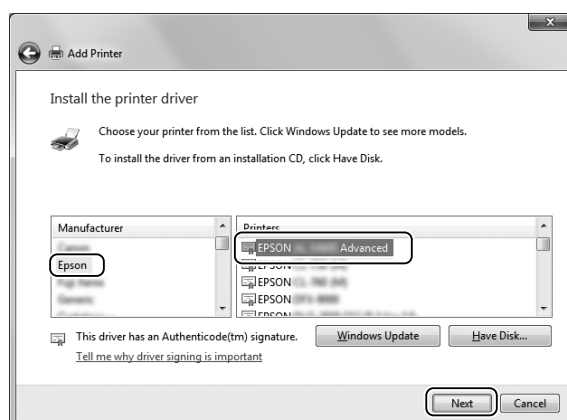 Add Printer
Install the printer driver
Choose your printer from the list. Click Windows Update to see more models.
To install the driver from an installation CD, click Have Disk.
Manufacturer
Printers
Epson
EPSON Advanced
EPSON
EPSON
EPSON
EPSON
This driver has an Authenticode(tm) signature.
Tell me why driver signing is important
Windows Update
Have Disk...
Next
Cancel